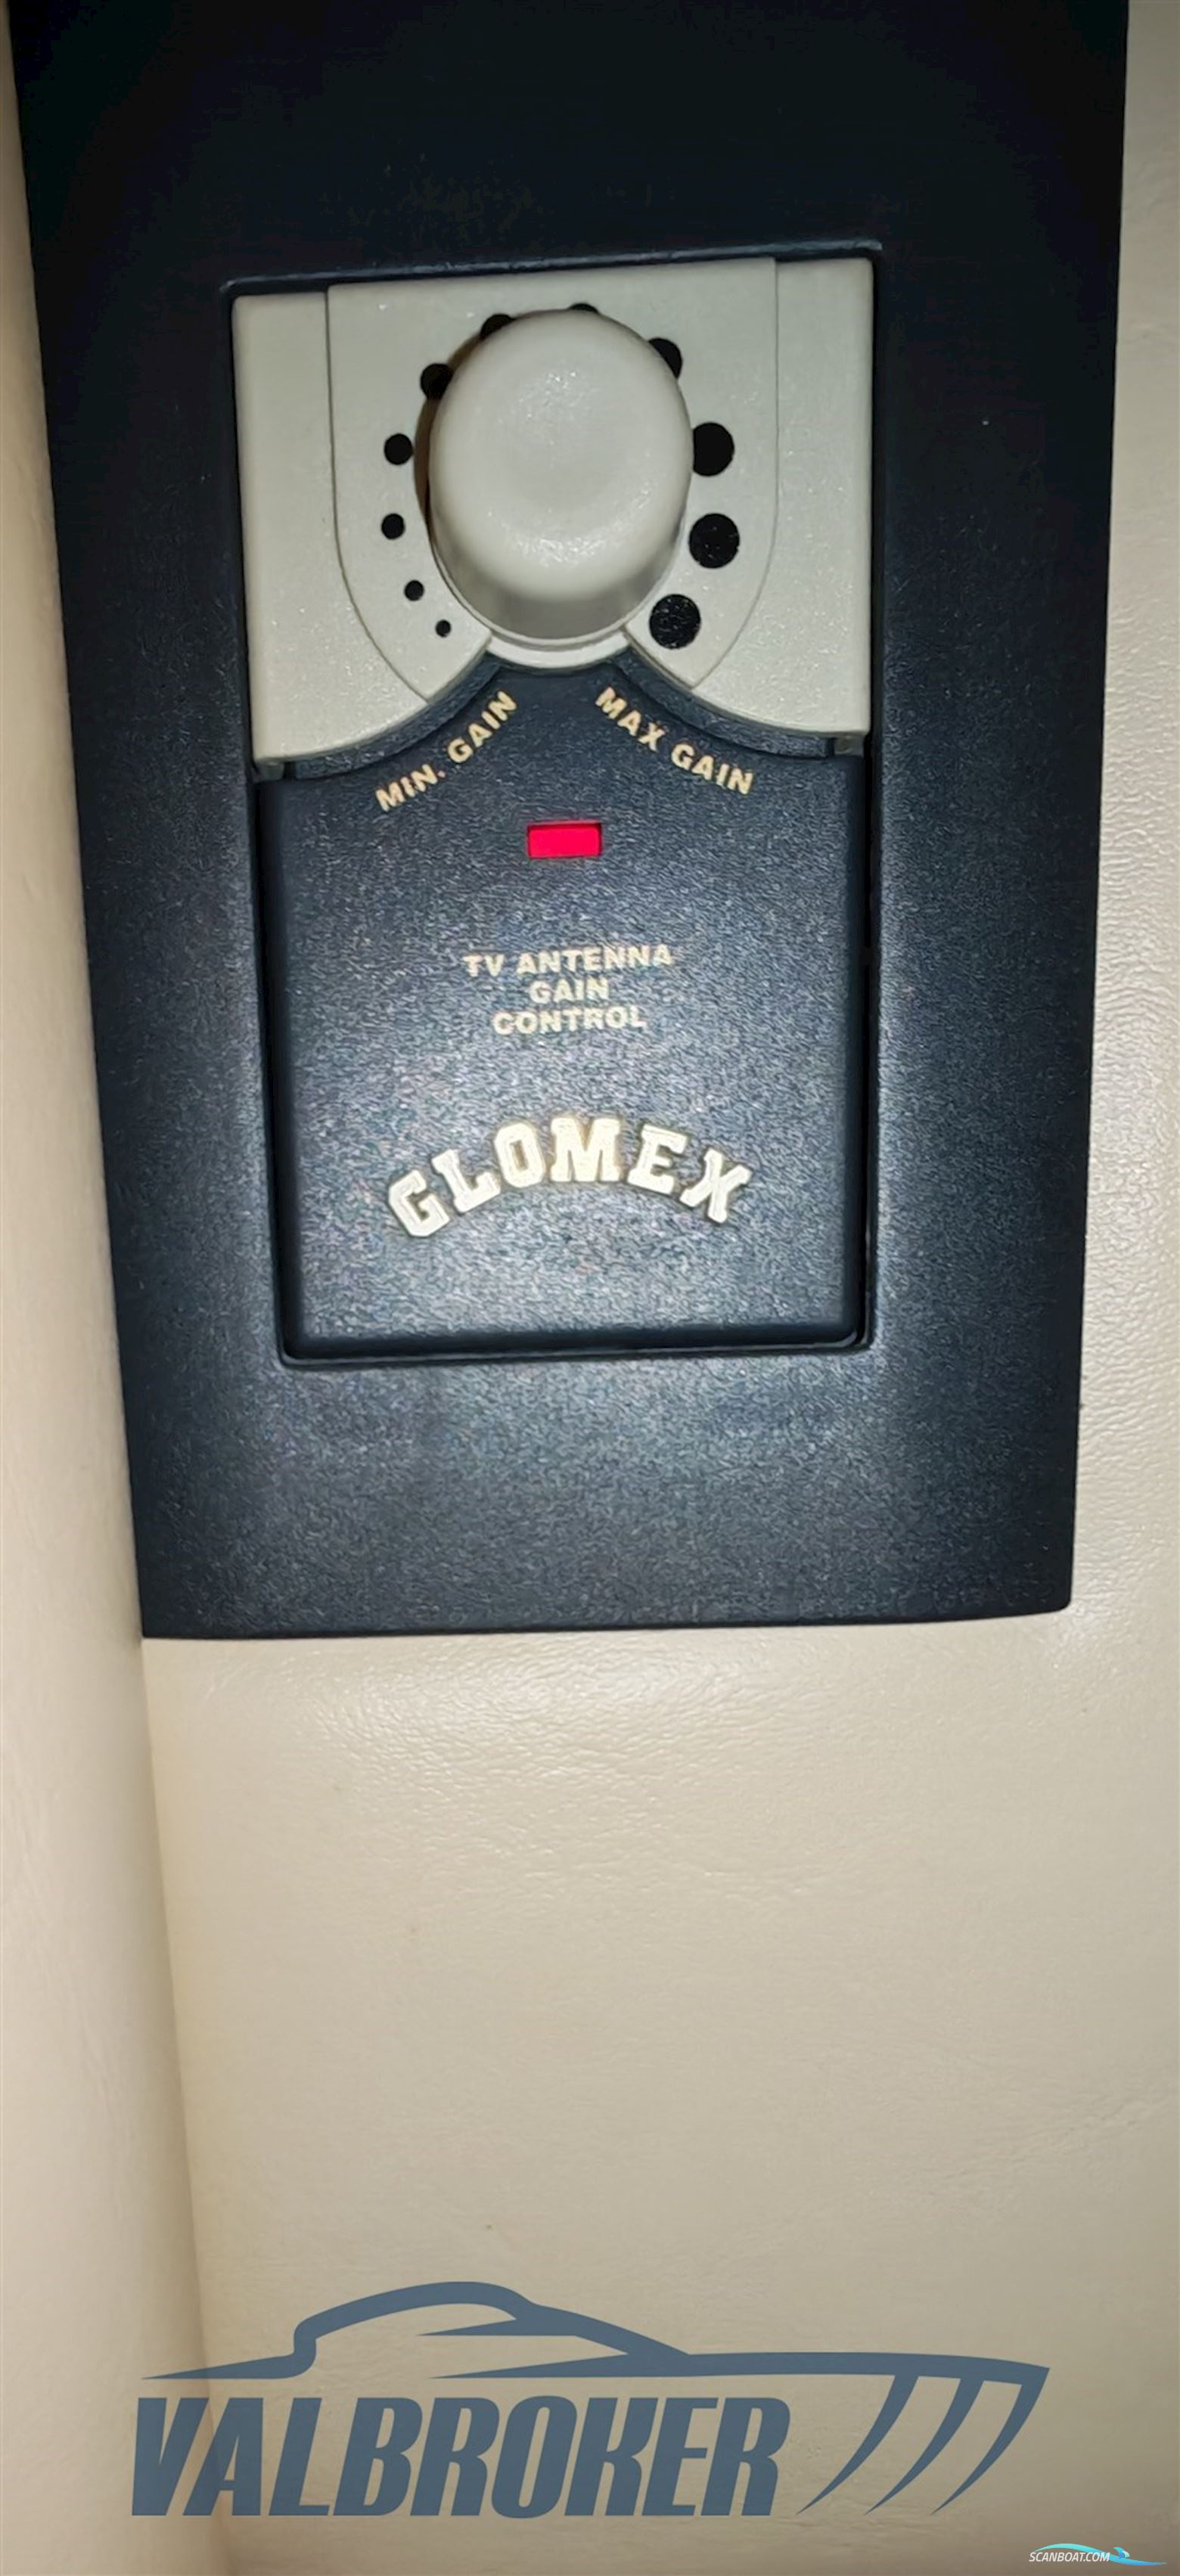 MIN. GAIN
MAX GAIN
TV ANTENNA
GAIN
CONTROL
GLOMEX
VALBROKER
SCANBOAT.COM